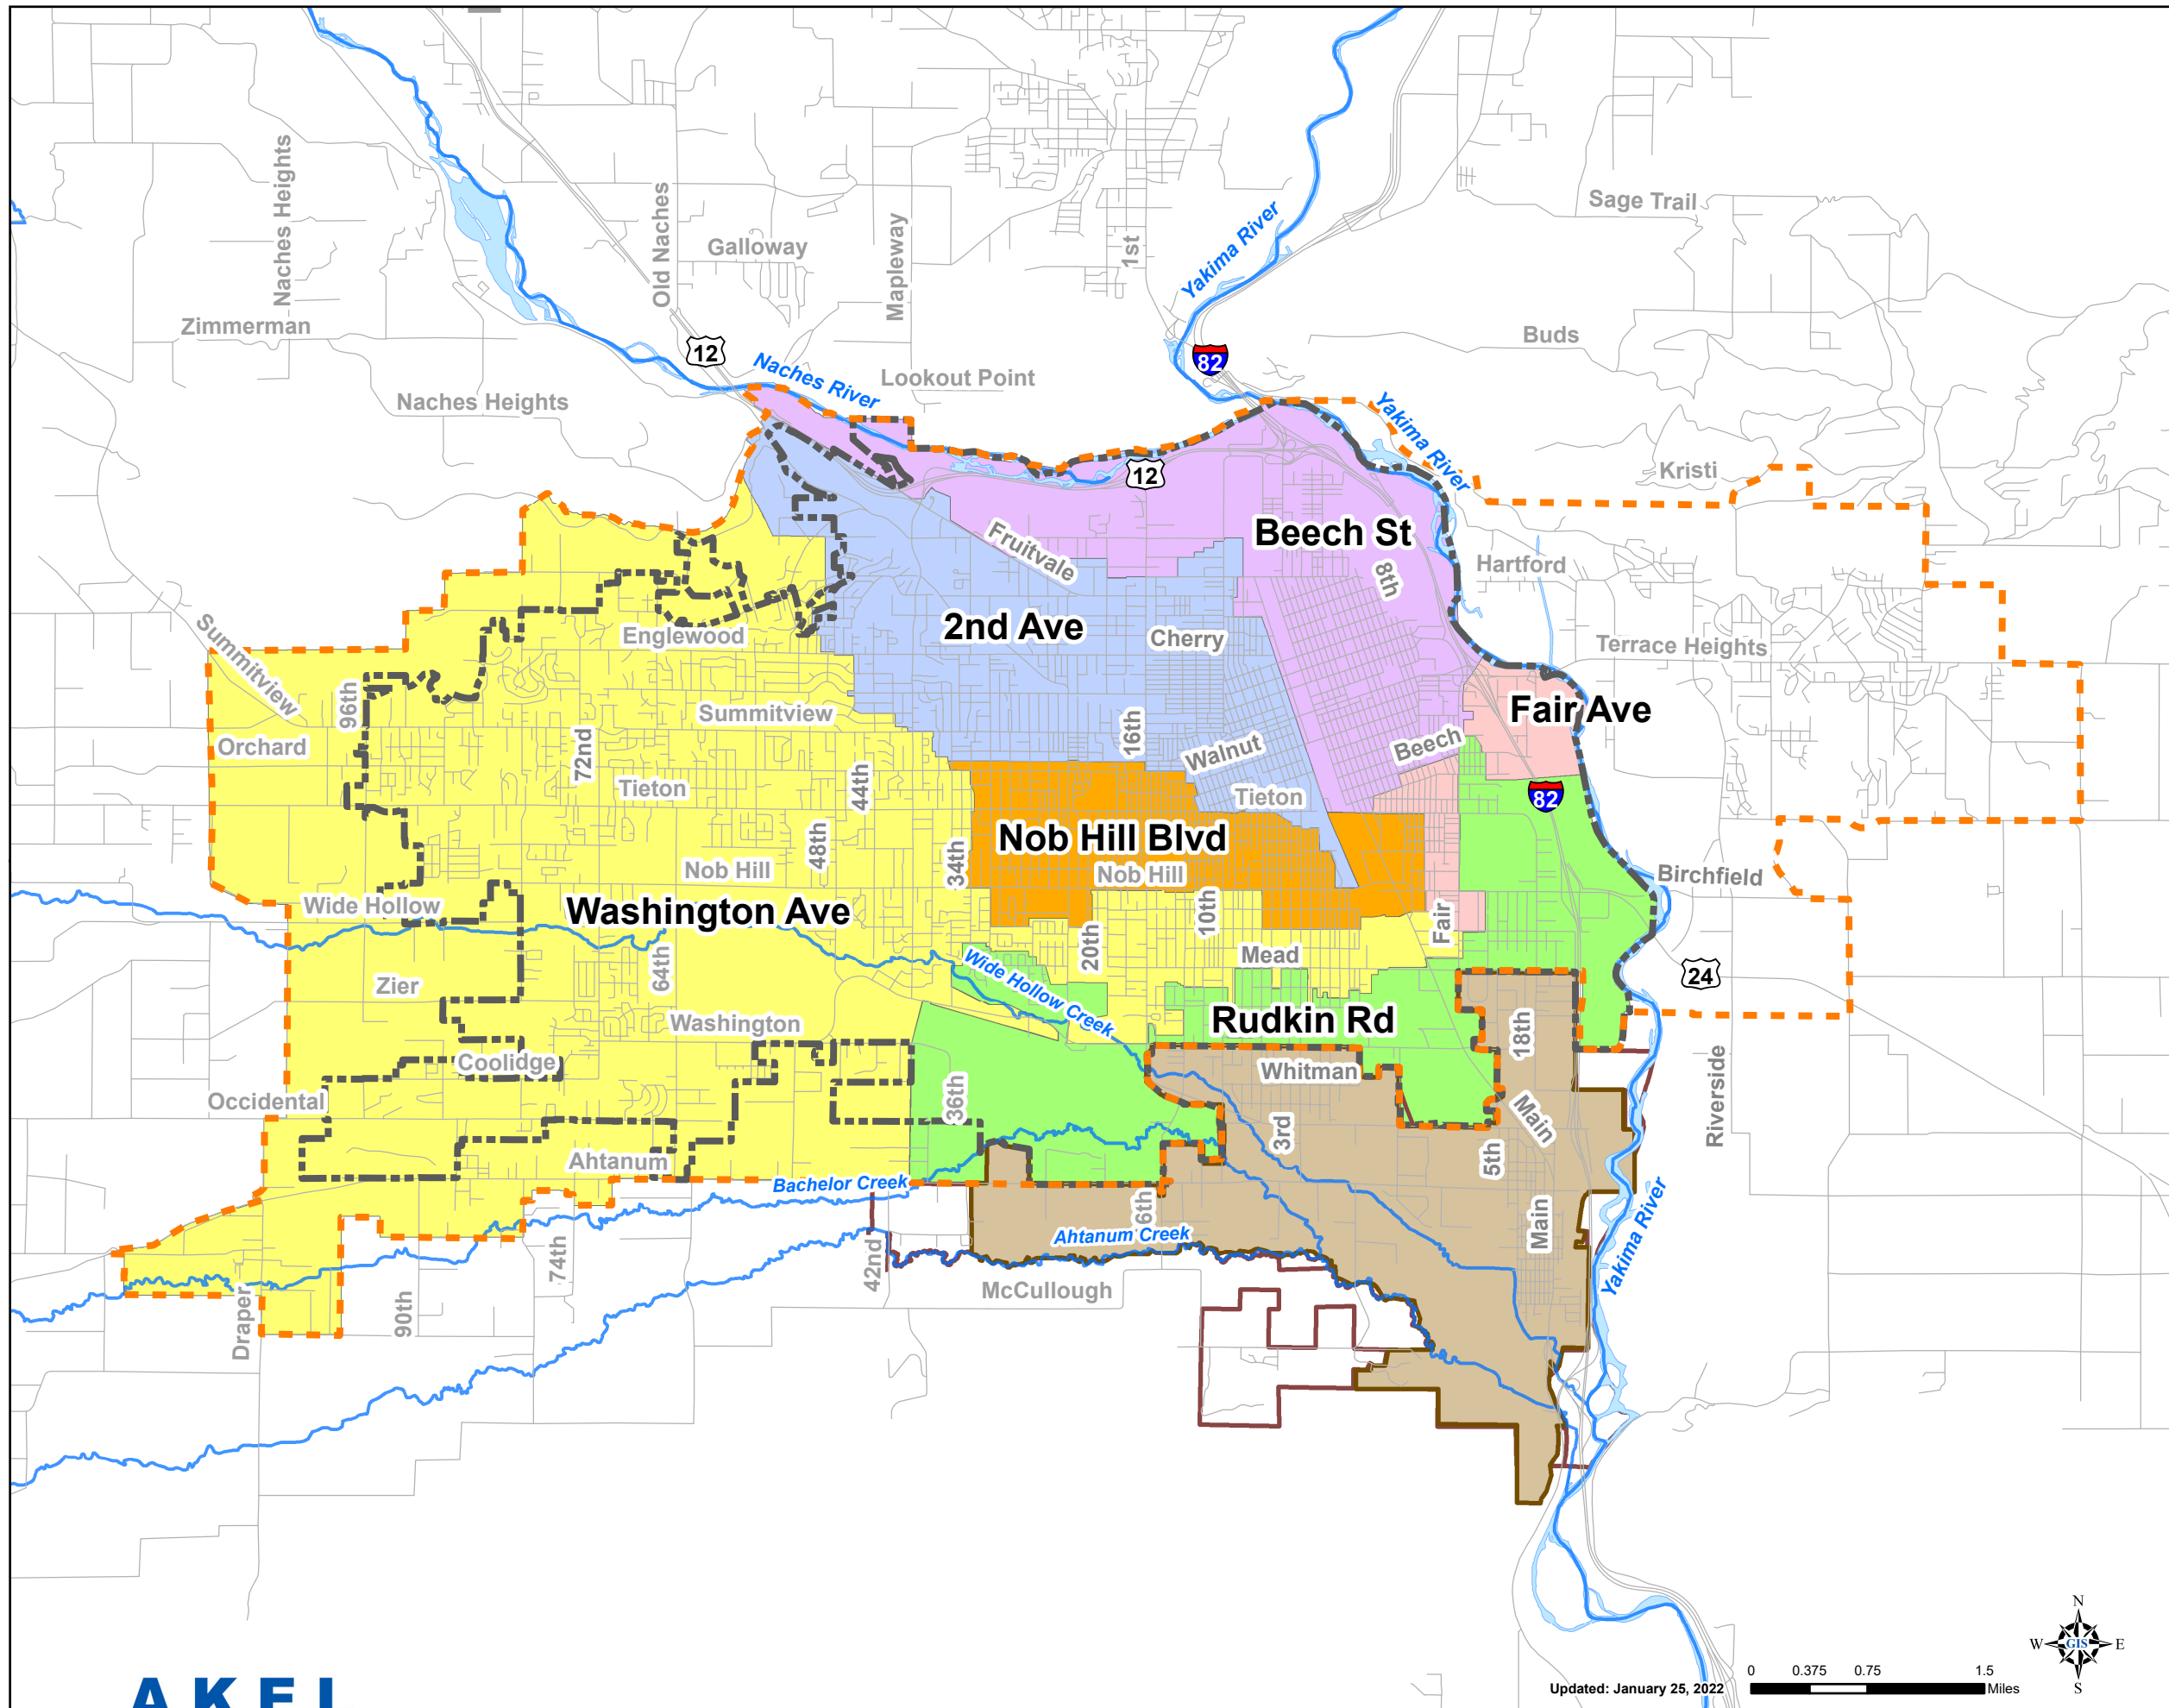 Naches Heights
Old Naches
Galloway
Mapleway
1st
Yakima River
Sage Trail
Zimmerman
12
Naches River
Lookout Point
82
Buds
Naches Heights
Yakima River
12
Kristi
Beech St
Fruitvale
8th
Hartford
Summitview
Englewood
2nd Ave
Cherry
Terrace Heights
96th
Summitview
Fair Ave
Orchard
72nd
16th
Walnut
Beech
Tieton
44th
Tieton
82
48th
34th
Nob Hill Blvd
Nob Hill
Nob Hill
Birchfield
Wide Hollow
Washington Ave
10th
Fair
64th
20th
Mead
Zier
Wide Hollow Creek
24
Washington
Rudkin Rd
18th
Coolidge
Whitman
Occidental
36th
3rd
Main
Riverside
Ahtanum
5th
Bachelor Creek
6th
Ahtanum Creek
Main
Yakima River
74th
42nd
McCullough
Draper
90th
N
W GIS E
S
0 0.375 0.75 1.5
Updated: January 25, 2022
Miles